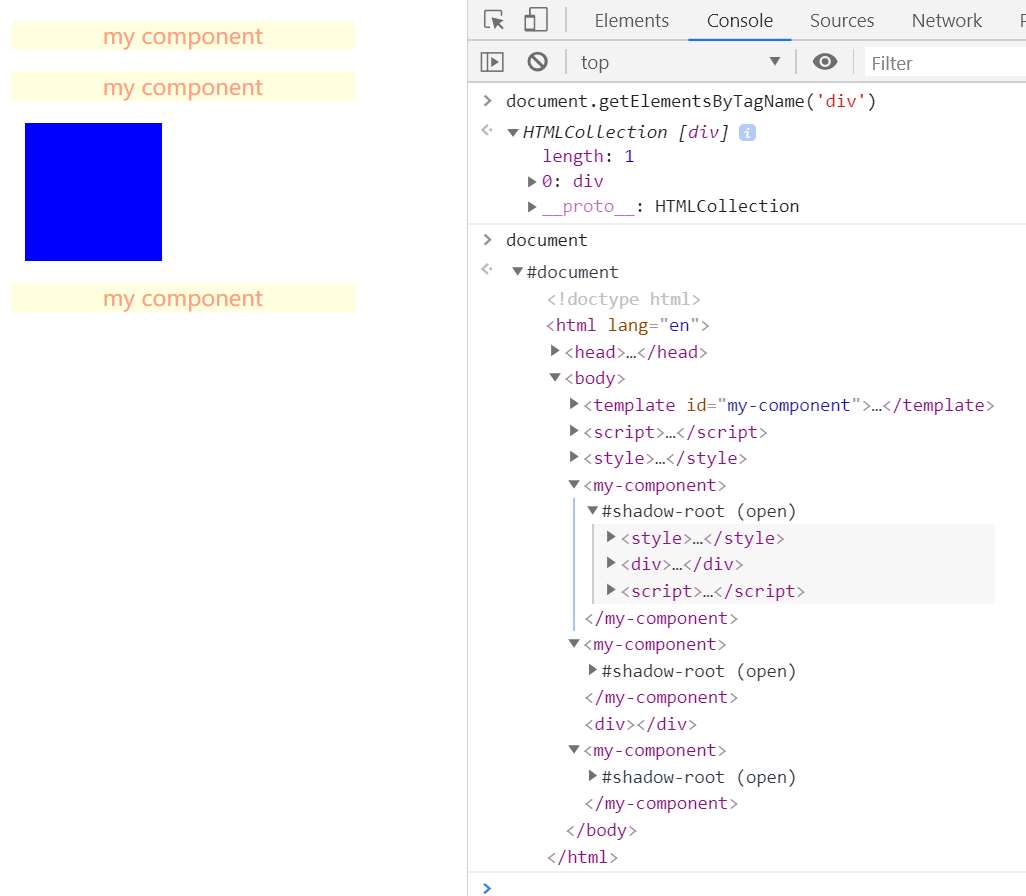 my component
my component
my component
Elements Console Sources Network
top Filter
> document.getElementsByTagName('div')
<· ▼HTMLCollection [div] i
length: 1
▶0: div
▶__proto__: HTMLCollection
> document
<· ▼#document
<!doctype html>
<html lang="en">
▶<head>…</head>
▼<body>
▶<template id="my-component">…</template>
▶<script>…</script>
▶<style>…</style>
▼<my-component>
▼#shadow-root (open)
▶<style>…</style>
▶<div>…</div>
▶<script>…</script>
</my-component>
▼<my-component>
▶#shadow-root (open)
</my-component>
<div></div>
▼<my-component>
▶#shadow-root (open)
</my-component>
</body>
</html>
>